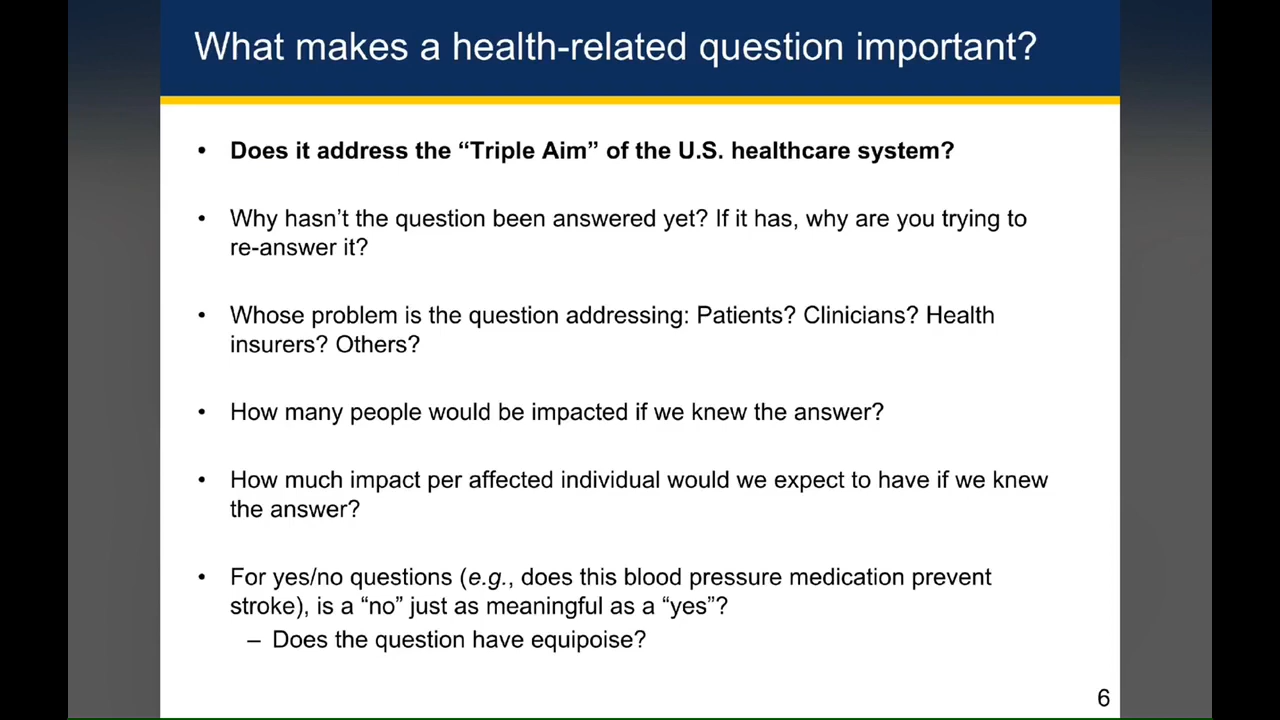 What makes a health-related question important?
• Does it address the “Triple Aim” of the U.S. healthcare system?
• Why hasn’t the question been answered yet? If it has, why are you trying to
re-answer it?
• Whose problem is the question addressing: Patients? Clinicians? Health
insurers? Others?
• How many people would be impacted if we knew the answer?
• How much impact per affected individual would we expect to have if we knew
the answer?
• For yes/no questions (e.g., does this blood pressure medication prevent
stroke), is a “no” just as meaningful as a “yes”?
– Does the question have equipoise?
6